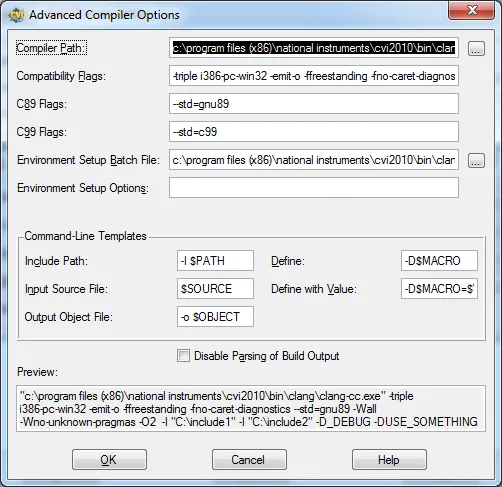 CVI Advanced Compiler Options
Compiler Path: c:\program files (x86)\national instruments\cvi2010\bin\clan ...
Compatibility Flags: -triple i386-pc-win32 -emit-o -ffreestanding -fno-caret-diagnos
C89 Flags: --std=gnu89
C99 Flags: --std=c99
Environment Setup Batch File: c:\program files (x86)\national instruments\cvi2010\bin\clan ...
Environment Setup Options:
Command-Line Templates
Include Path: -I $PATH Define: -D$MACRO
Input Source File: $SOURCE Define with Value: -D$MACRO=$'
Output Object File: -o $OBJECT
Disable Parsing of Build Output
Preview:
"c:\program files (x86)\national instruments\cvi2010\bin\clang\clang-cc.exe" -triple
i386-pc-win32 -emit-o -ffreestanding -fno-caret-diagnostics --std=gnu89 -Wall
-Wno-unknown-pragmas -O2 -I "C:\include1" -I "C:\include2" -D_DEBUG -DUSE_SOMETHING
OK Cancel Help